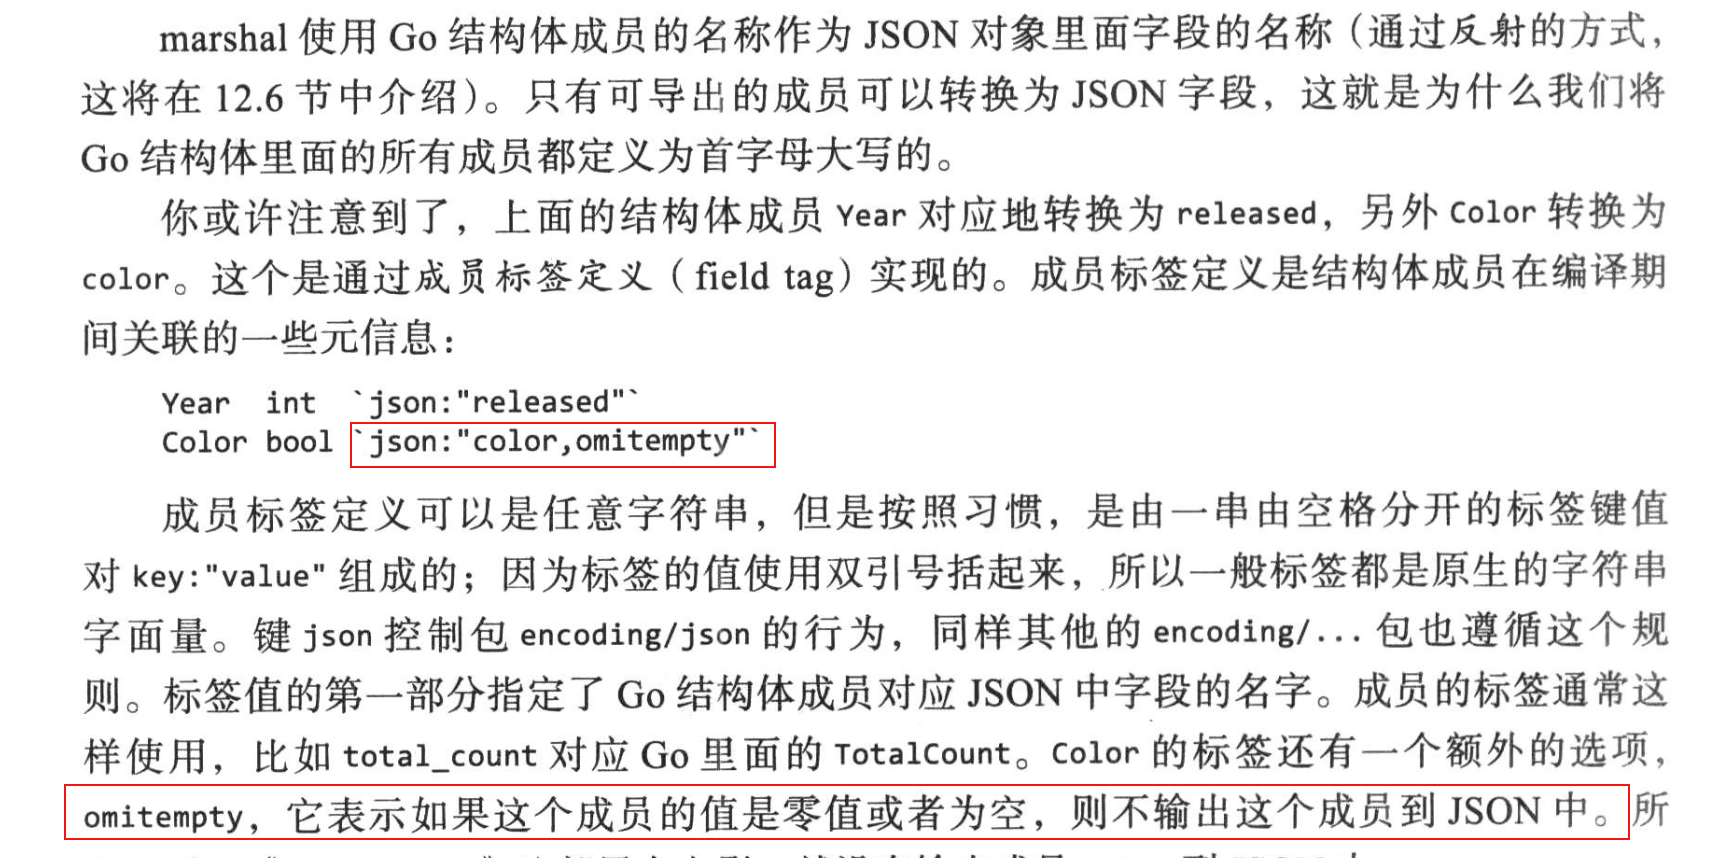 marshal 使用 Go 结构体成员的名称作为 JSON 对象里面字段的名称（通过反射的方式，
这将在 12.6 节中介绍）。只有可导出的成员可以转换为 JSON 字段，这就是为什么我们将
Go 结构体里面的所有成员都定义为首字母大写的。
你或许注意到了，上面的结构体成员 Year 对应地转换为 released，另外 Color 转换为
color。这个是通过成员标签定义（field tag）实现的。成员标签定义是结构体成员在编译期
间关联的一些元信息：
Year  int  `json:"released"`
Color bool `json:"color,omitempty"`
成员标签定义可以是任意字符串，但是按照习惯，是由一串由空格分开的标签键值
对 key:"value" 组成的；因为标签的值使用双引号括起来，所以一般标签都是原生的字符串
字面量。键 json 控制包 encoding/json 的行为，同样其他的 encoding/... 包也遵循这个规
则。标签值的第一部分指定了 Go 结构体成员对应 JSON 中字段的名字。成员的标签通常这
样使用，比如 total_count 对应 Go 里面的 TotalCount。Color 的标签还有一个额外的选项，
omitempty，它表示如果这个成员的值是零值或者为空，则不输出这个成员到 JSON 中。所